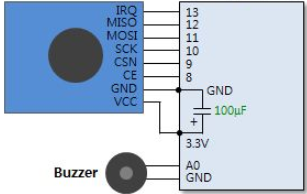 IRQ 13
MISO 12
MOSI 11
SCK 10
CSN 9
CE 8
GND GND
VCC
100µF
+
3.3V
A0
Buzzer
GND